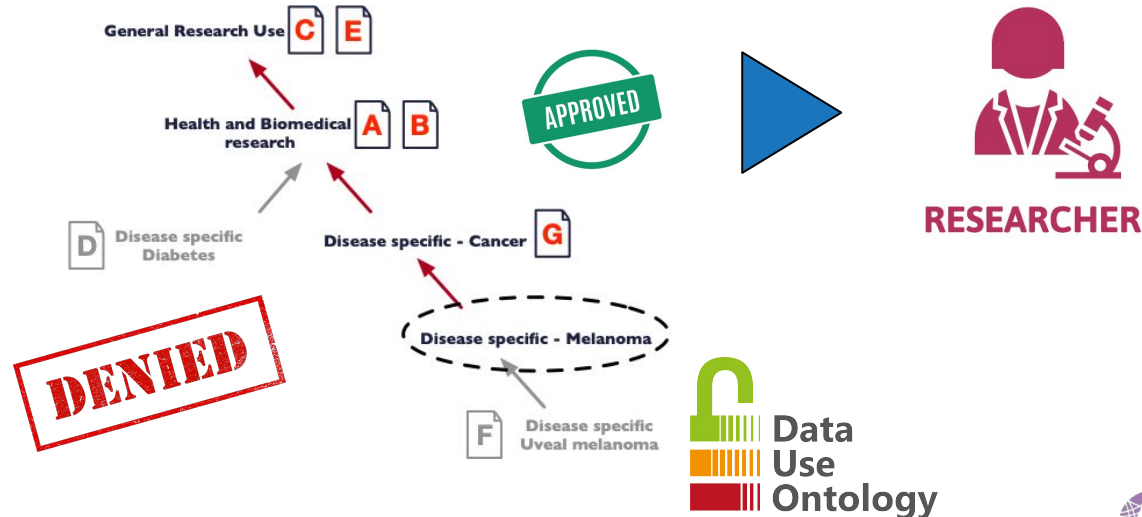 General Research Use
C
E
APPROVED
Health and Biomedical
research
A
B
RESEARCHER
D
Disease specific
Diabetes
Disease specific - Cancer
G
DENIED
Disease specific - Melanoma
F
Disease specific
Uveal melanoma
Data
Use
Ontology